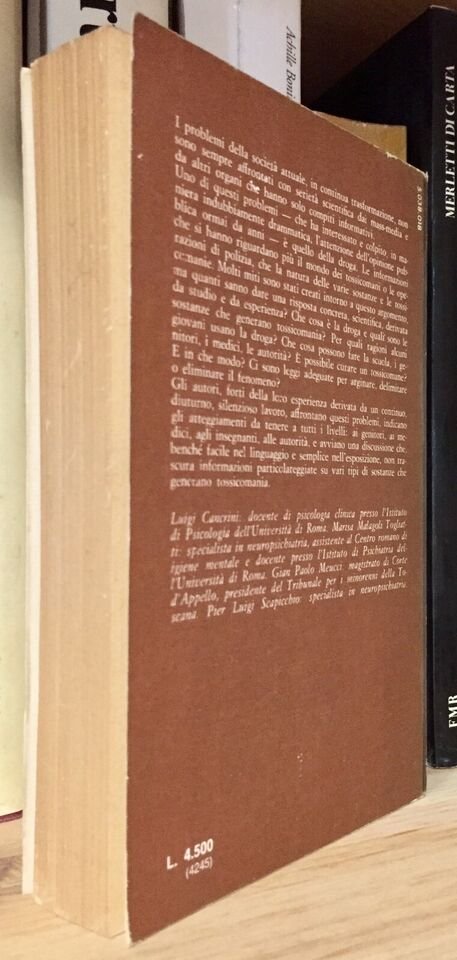 I problemi della società attuale, in continua trasformazione, non
sono sempre affrontati con serietà scientifica dai mass-media e
da altri organi che hanno solo compiti informativi.
Uno di questi problemi — che ha interessato e colpito, in ma-
niera indubbiamente drammatica, l'attenzione dell'opinione pub-
blica ormai da anni — è quello della droga. Le informazioni
che si hanno riguardano più il mondo dei tossicomani o le ope-
razioni di polizia, che la natura delle varie sostanze e le tossi-
comanie. Molti miti sono stati creati intorno a questo argomento
ma quanti sanno dare una risposta concreta, scientifica, derivata
da studio e da esperienza? Che cosa è la droga e quali sono le
sostanze che generano tossicomania? Per quali ragioni alcuni
giovani usano la droga? Che cosa possono fare la scuola, i ge-
nitori, i medici, le autorità? È possibile curare un tossicomane?
E in che modo? Ci sono leggi adeguate per arginare, delimitare
o eliminare il fenomeno?
Gli autori, forti della loro esperienza derivata da un continuo,
diuturno, silenzioso lavoro, affrontano questi problemi, indicano
gli atteggiamenti da tenere a tutti i livelli: ai genitori, ai me-
dici, agli insegnanti, alle autorità, e avviano una discussione che,
benché facile nel linguaggio e semplice nell'esposizione, non tra-
scura informazioni particolareggiate su vari tipi di sostanze che
generano tossicomania.
Luigi Cancrini: docente di psicologia clinica presso l'Istituto
di Psicologia dell'Università di Roma. Marisa Malagoli Togliat-
ti: specialista in neuropsichiatria, assistente al Centro romano di
igiene mentale e docente presso l'Istituto di Psichiatria del-
l'Università di Roma. Gian Paolo Meucci: magistrato di Corte
d'Appello, presidente del Tribunale per i minorenni della To-
scana. Pier Luigi Scapicchio: specialista in neuropsichiatria.
L. 4.500
(4245)
S 038 018
Achille Boni
MERLETTI DI CARTA
FMR